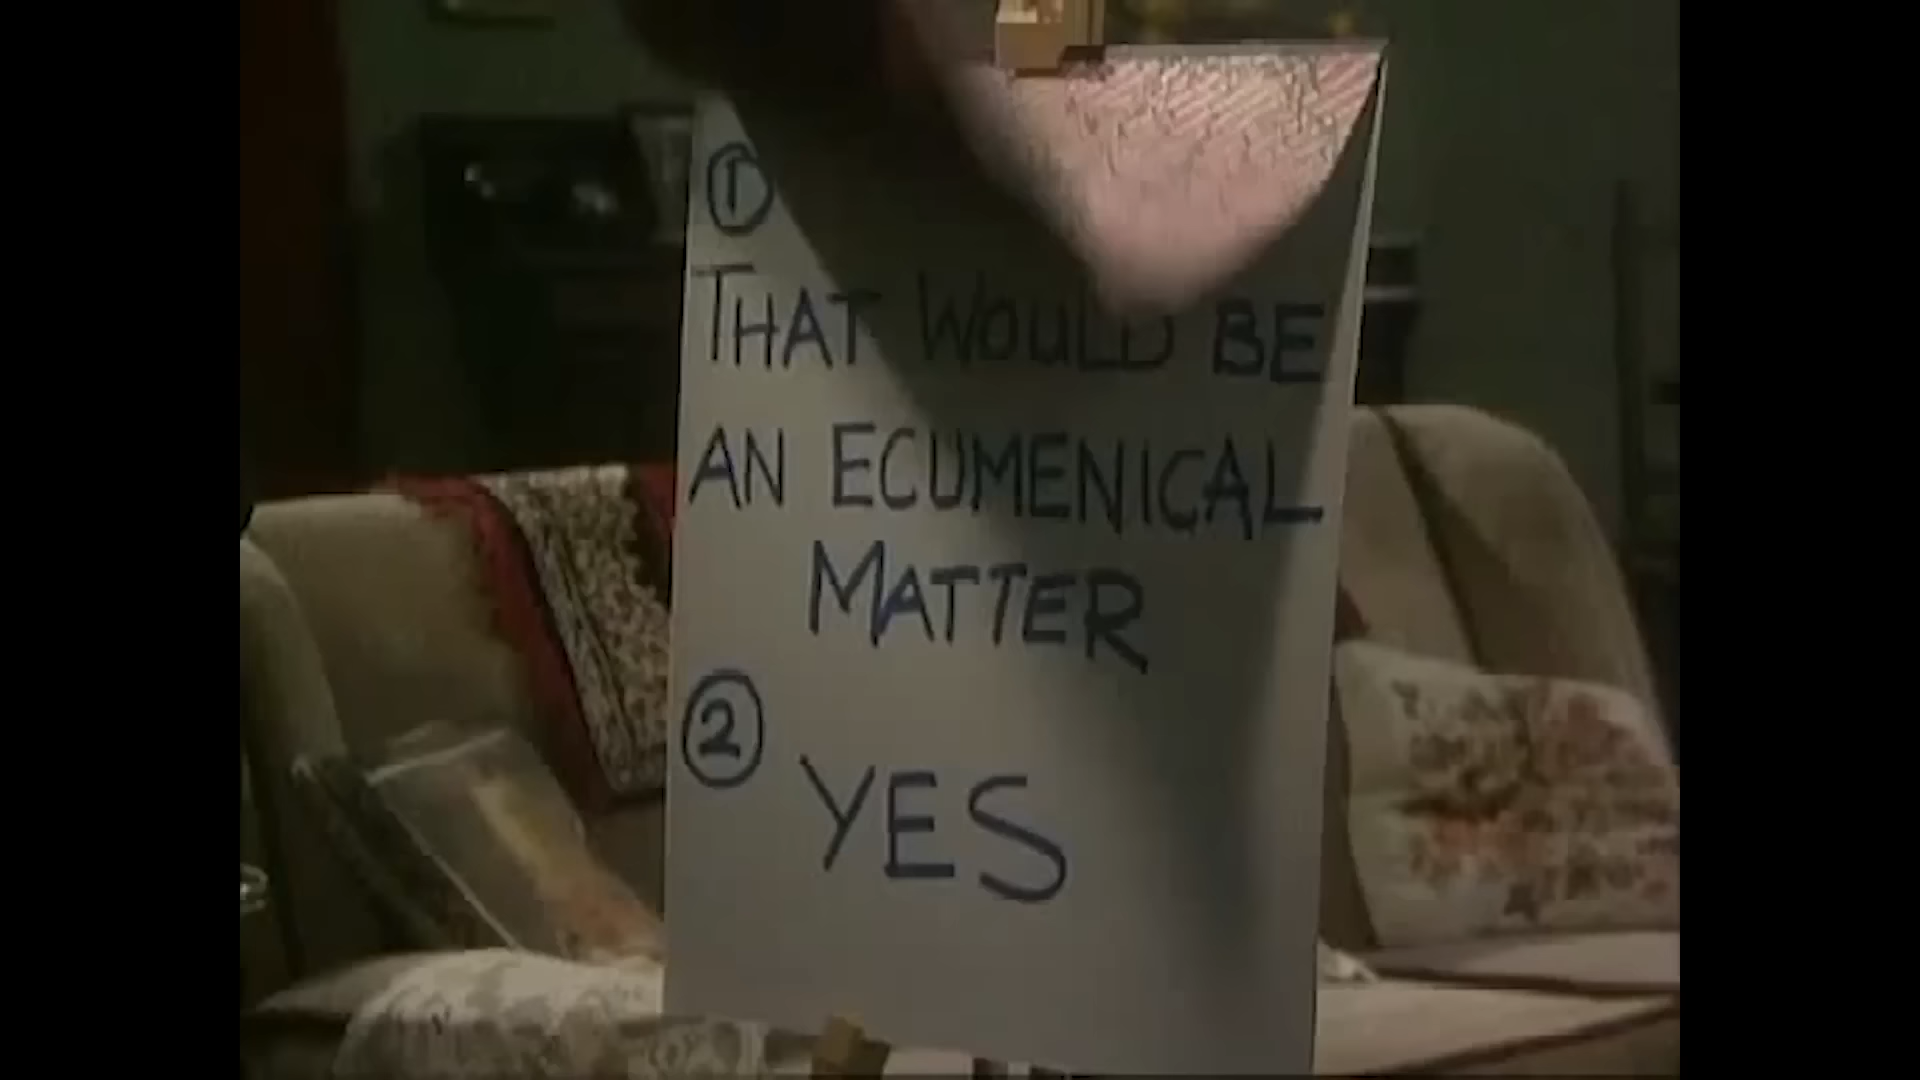 ①
THAT WOULD BE
AN ECUMENICAL
MATTER
②
YES